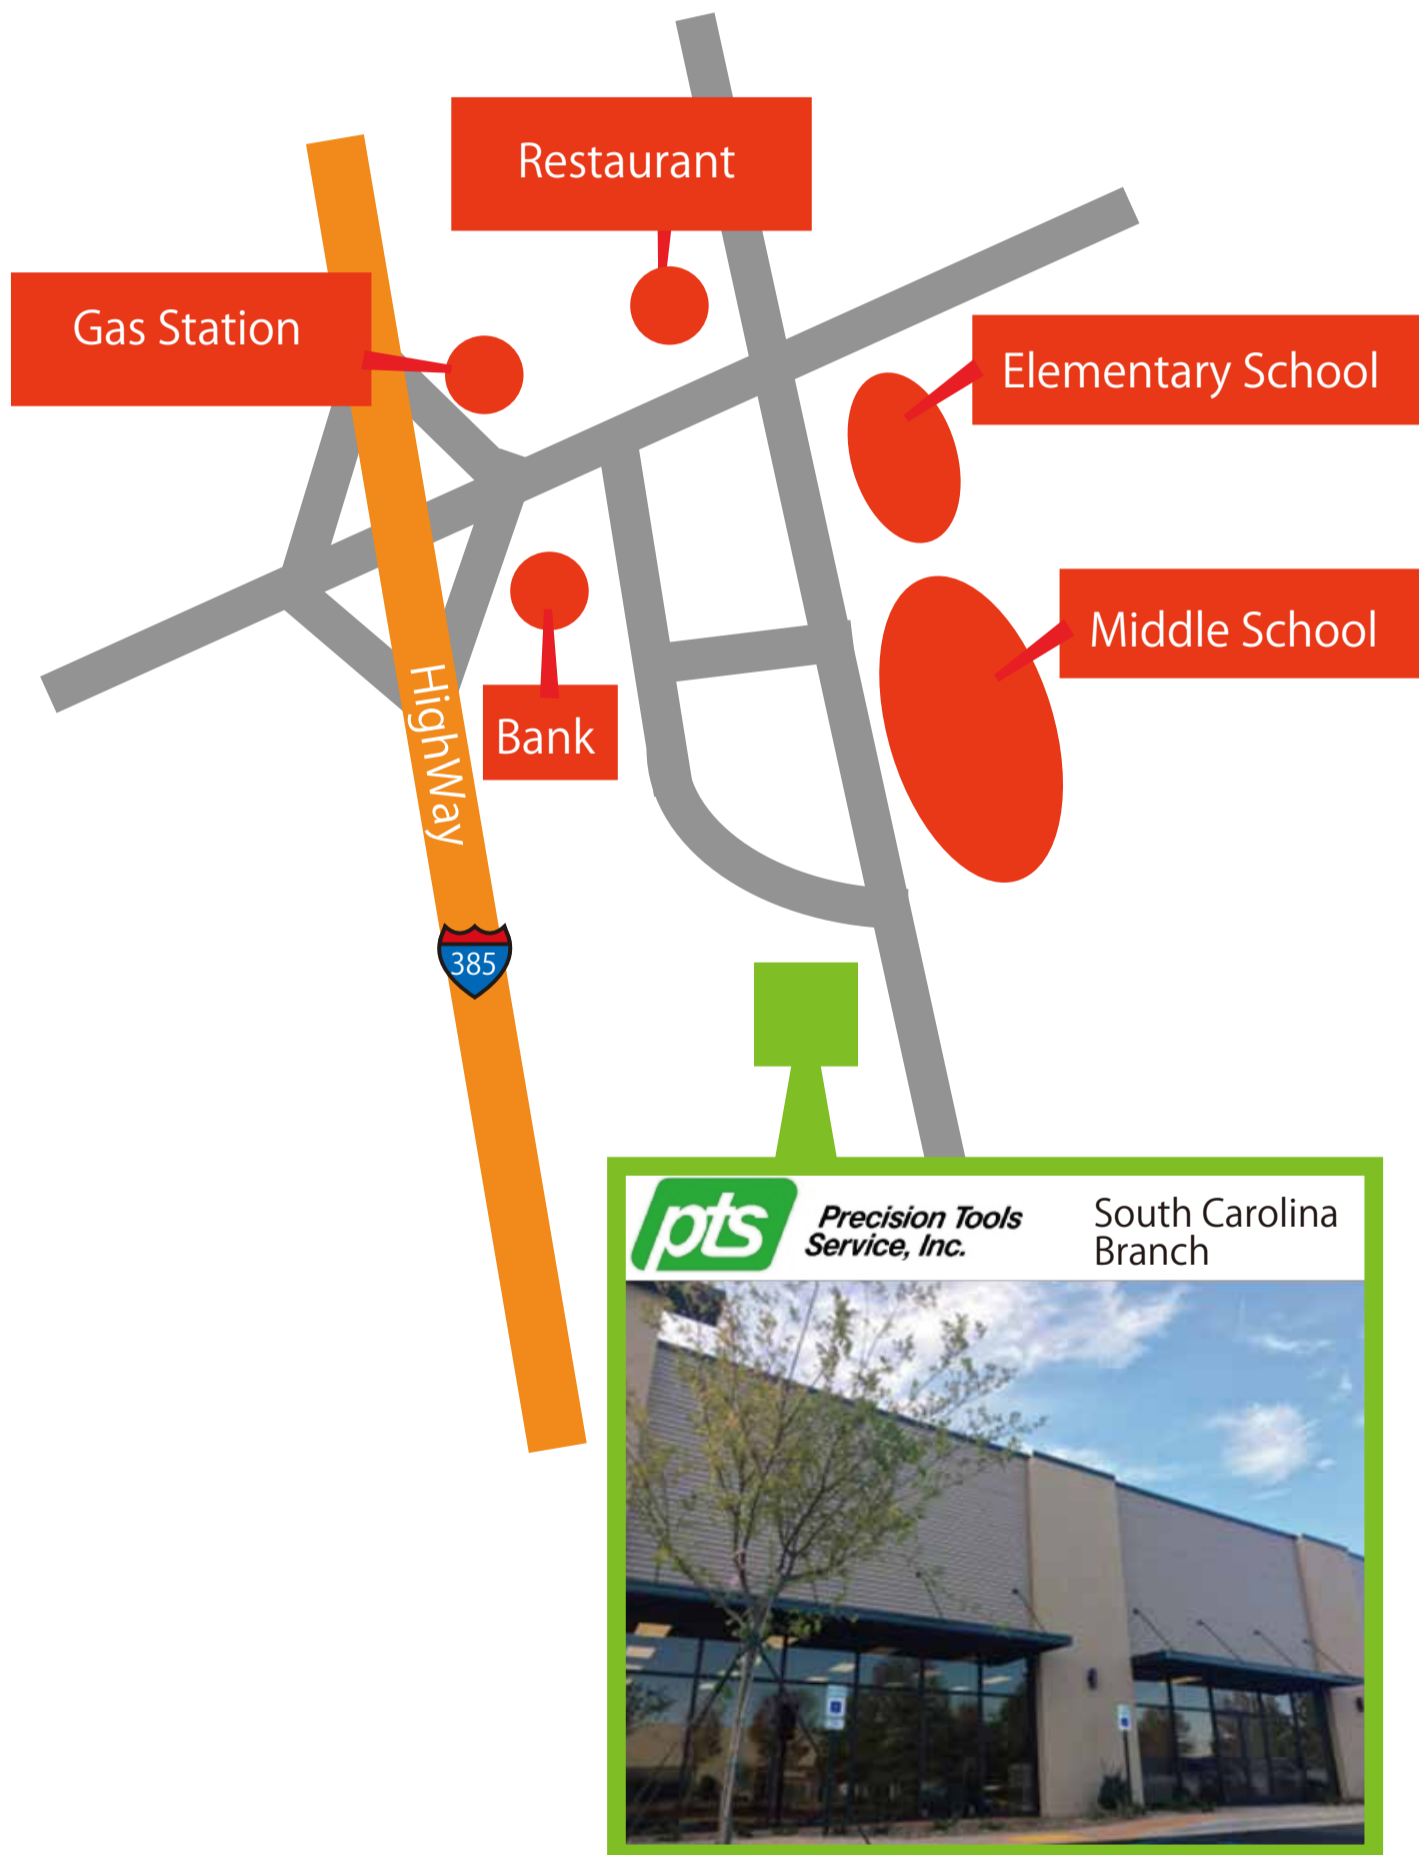 Restaurant
Gas Station
Elementary School
Middle School
Bank
HighWay
385
pts
Precision Tools
Service, Inc.
South Carolina
Branch